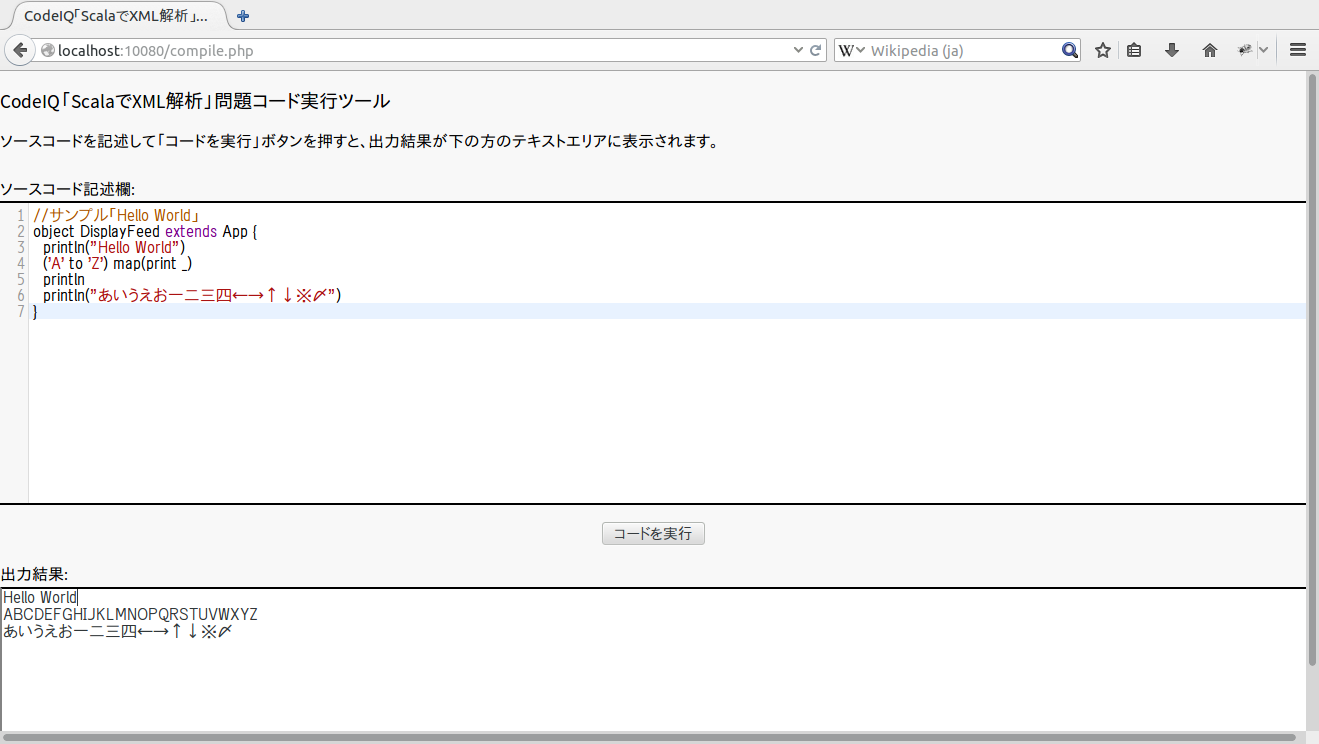 CodeIQ「ScalaでXML解析」...
localhost:10080/compile.php
W Wikipedia (ja)
CodeIQ「ScalaでXML解析」問題コード実行ツール
ソースコードを記述して「コードを実行」ボタンを押すと、出力結果が下の方のテキストエリアに表示されます。
ソースコード記述欄:
1 //サンプル「Hello World」
2 object DisplayFeed extends App {
3   println("Hello World")
4   ('A' to 'Z') map(print _)
5   println
6   println("あいうえお一二三四←→↑↓※〆")
7 }
コードを実行
出力結果:
Hello World
ABCDEFGHIJKLMNOPQRSTUVWXYZ
あいうえお一二三四←→↑↓※〆